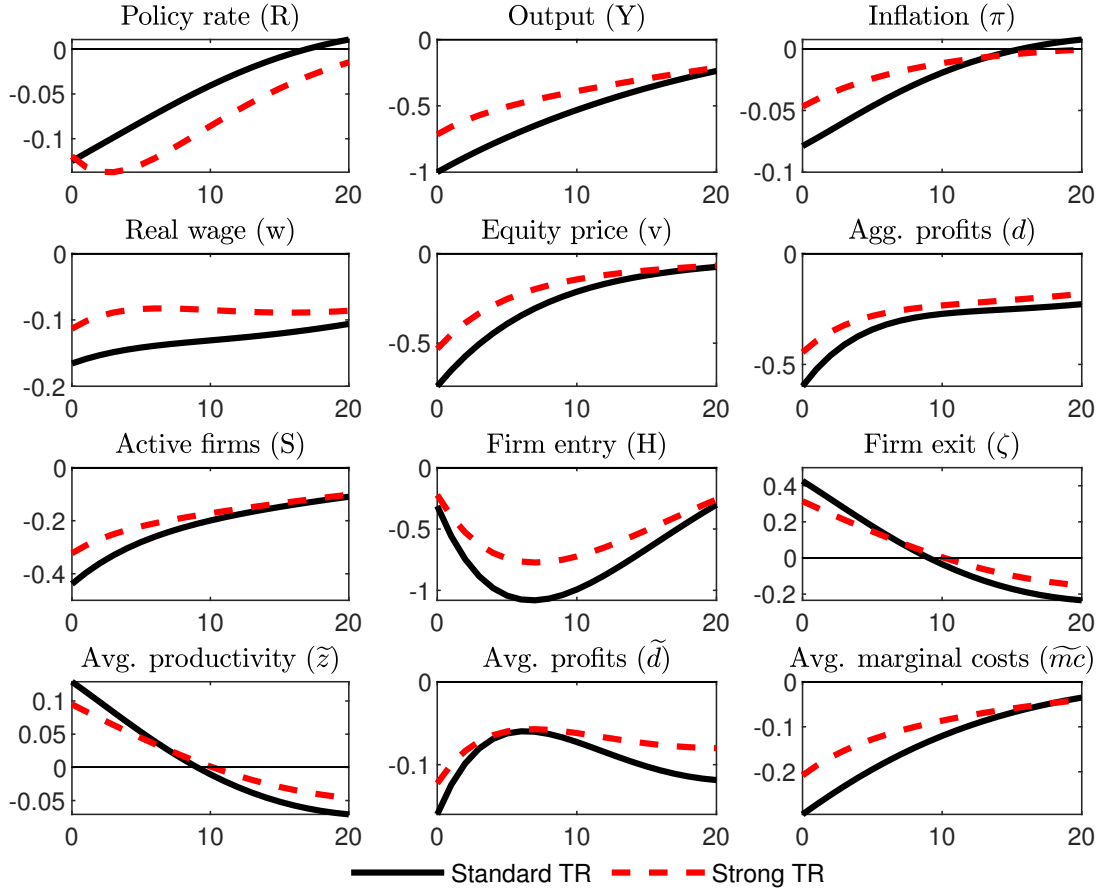 Policy rate (R)
0
-0.05
-0.1
0 10 20
Output (Y)
0
-0.5
-1
0 10 20
Inflation (π)
0
-0.05
-0.1
0 10 20
Real wage (w)
0
-0.1
-0.2
0 10 20
Equity price (v)
0
-0.5
0 10 20
Agg. profits (d)
0
-0.5
0 10 20
Active firms (S)
0
-0.2
-0.4
0 10 20
Firm entry (H)
0
-0.5
-1
0 10 20
Firm exit (ζ)
0.4
0.2
0
-0.2
0 10 20
Avg. productivity (z̃)
0.1
0.05
0
-0.05
0 10 20
Avg. profits (d̃)
0
-0.1
0 10 20
Avg. marginal costs (m̃c)
0
-0.1
-0.2
0 10 20
Standard TR Strong TR